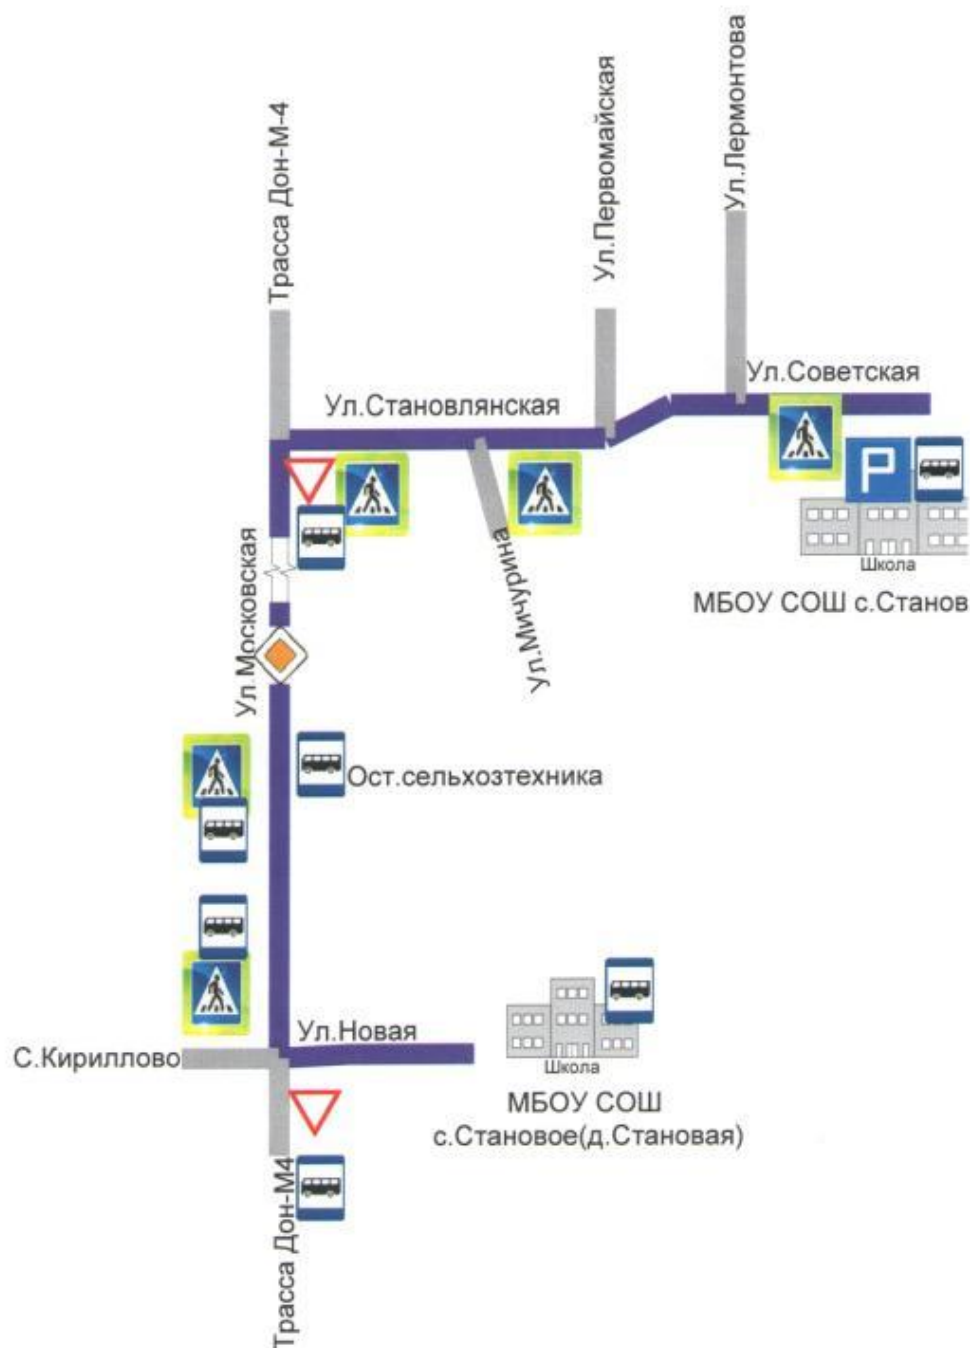 Трасса Дон-М-4
Ул.Первомайская
Ул.Лермонтова
Ул.Становлянская
Ул.Советская
P
Школа
МБОУ СОШ с.Станов
Ул.Мичурина
Ул.Московская
Ост.сельхозтехника
Ул.Новая
С.Кириллово
Школа
МБОУ СОШ
с.Становое(д.Становая)
Трасса Дон-М4